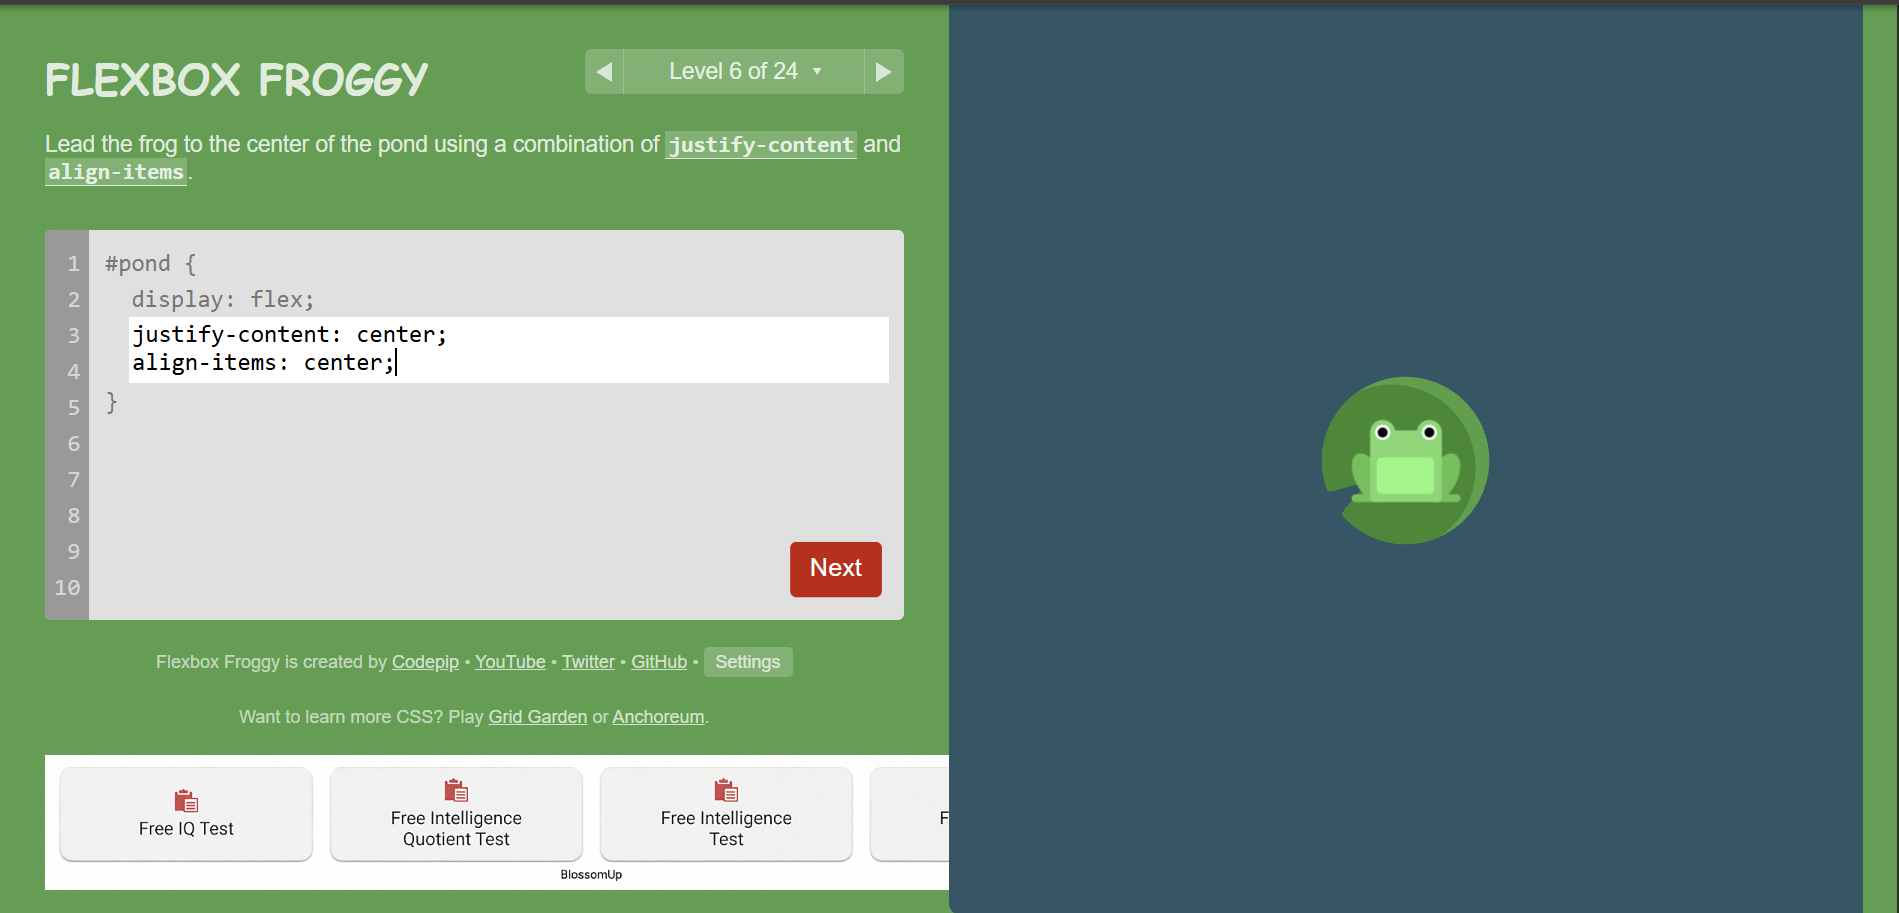 FLEXBOX FROGGY
Level 6 of 24
Lead the frog to the center of the pond using a combination of justify-content and
align-items.
1 #pond {
2 display: flex;
3 justify-content: center;
4 align-items: center;
5 }
6
7
8
9
10
Next
Flexbox Froggy is created by Codepip • YouTube • Twitter • GitHub • Settings
Want to learn more CSS? Play Grid Garden or Anchoreum.
Free IQ Test
Free Intelligence
Quotient Test
Free Intelligence
Test
F
BlossomUp